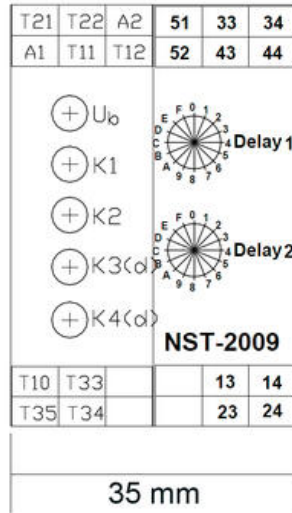 T21 T22 A2 51 33 34
A1 T11 T12 52 43 44
Ub
K1
K2
K3(d)
K4(d)
0 1 2 3 4 5 6 7 8 9 A B C D E F
Delay 1
0 1 2 3 4 5 6 7 8 9 A B C D E F
Delay 2
NST-2009
T10 T33 13 14
T35 T34 23 24
35 mm